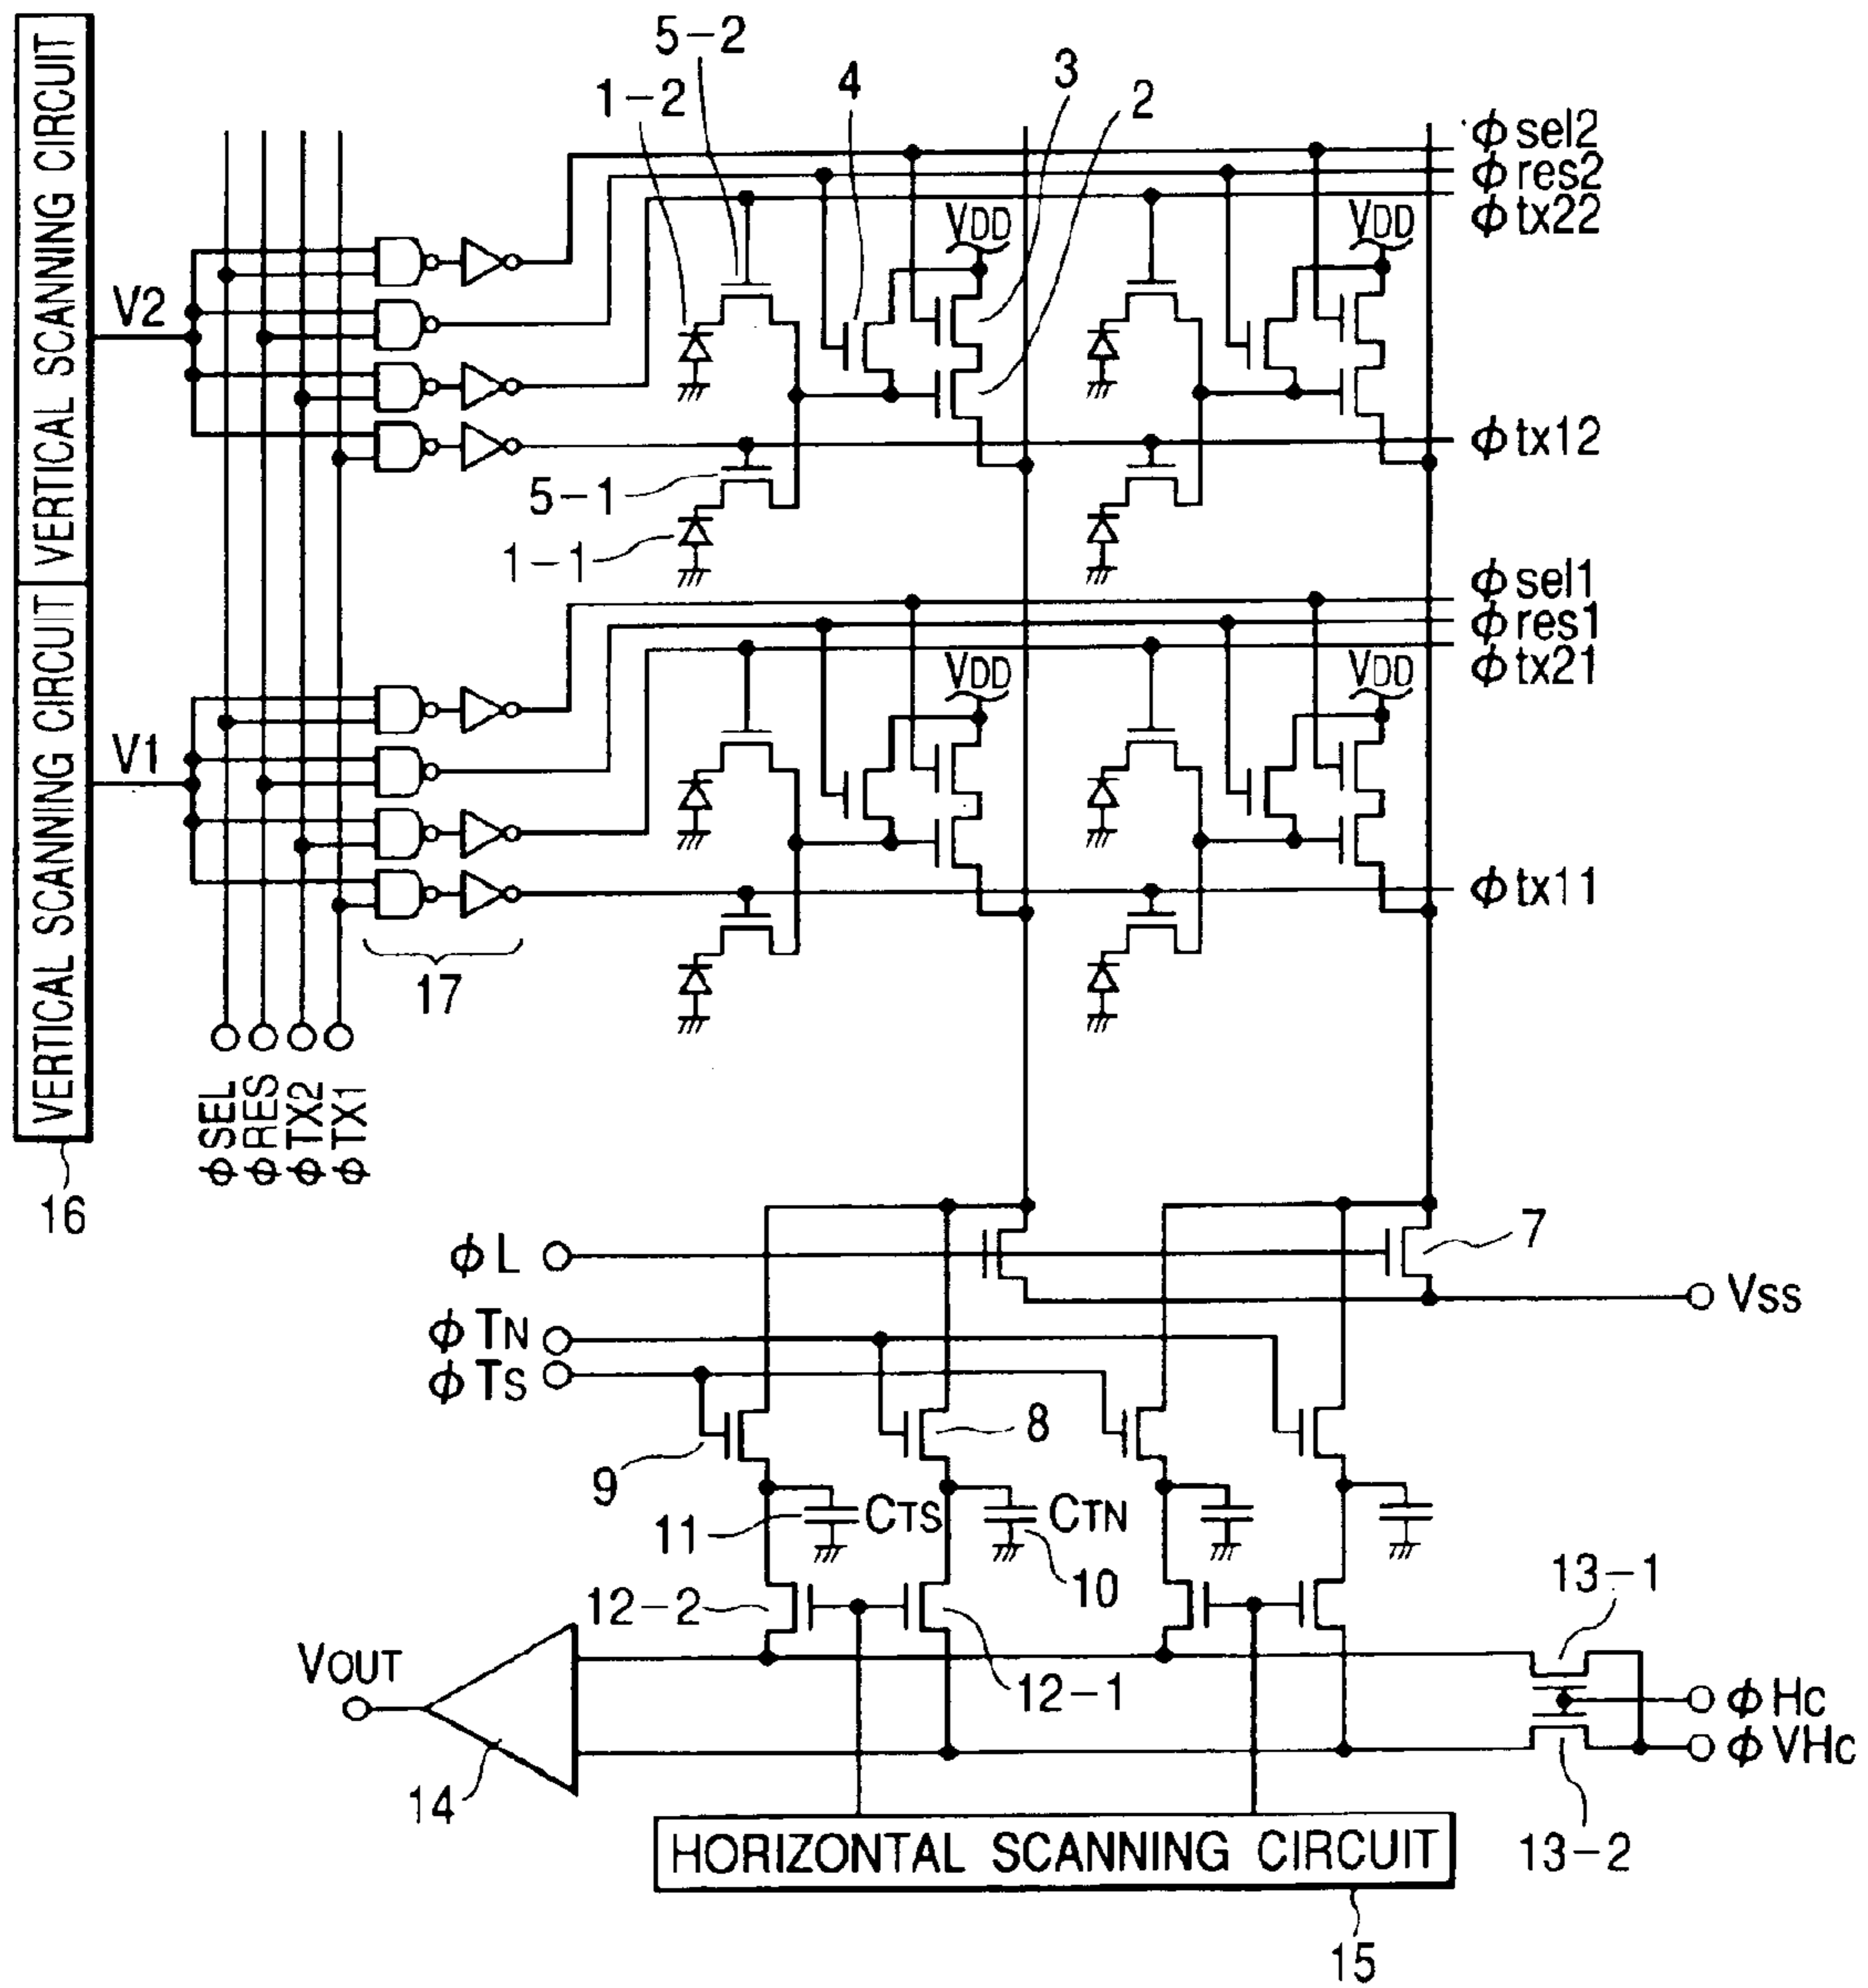 VERTICAL SCANNING CIRCUIT
VERTICAL SCANNING CIRCUIT
16
V2
V1
5-2
1-2
4
3
2
ϕsel2
ϕres2
ϕtx22
VDD
VDD
ϕtx12
5-1
1-1
ϕsel1
ϕres1
ϕtx21
VDD
VDD
ϕtx11
17
ϕSEL
ϕRES
ϕTX2
ϕTX1
ϕL
7
VSS
ϕTN
ϕTS
9
8
11
CTS
CTN
10
12-2
12-1
13-1
VOUT
ϕHC
ϕVHC
14
13-2
HORIZONTAL SCANNING CIRCUIT
15